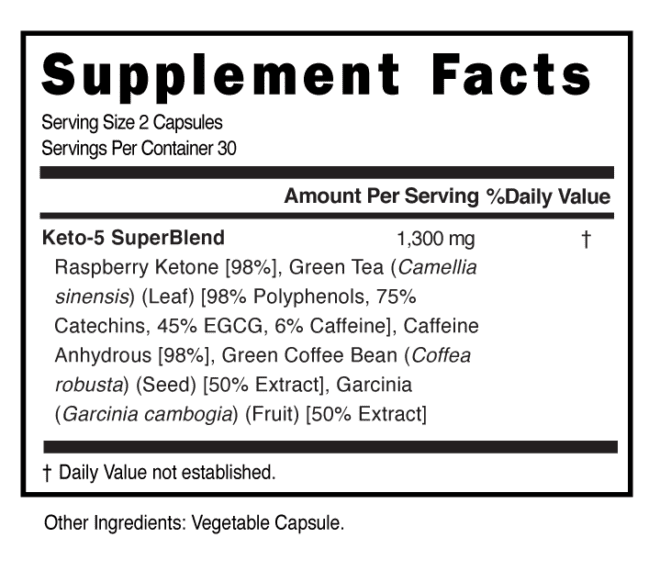 Supplement Facts
Serving Size 2 Capsules
Servings Per Container 30
Amount Per Serving %Daily Value
Keto-5 SuperBlend 1,300 mg †
Raspberry Ketone [98%], Green Tea (Camellia
sinensis) (Leaf) [98% Polyphenols, 75%
Catechins, 45% EGCG, 6% Caffeine], Caffeine
Anhydrous [98%], Green Coffee Bean (Coffea
robusta) (Seed) [50% Extract], Garcinia
(Garcinia cambogia) (Fruit) [50% Extract]
† Daily Value not established.
Other Ingredients: Vegetable Capsule.